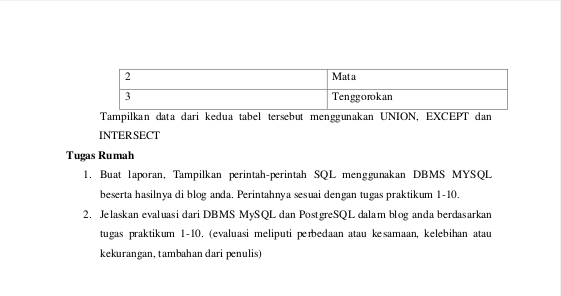 2 Mata
3 Tenggorokan
Tampilkan data dari kedua tabel tersebut menggunakan UNION, EXCEPT dan
INTERSECT
Tugas Rumah
1. Buat laporan, Tampilkan perintah-perintah SQL menggunakan DBMS MYSQL
beserta hasilnya di blog anda. Perintahnya sesuai dengan tugas praktikum 1-10.
2. Jelaskan evaluasi dari DBMS MySQL dan PostgreSQL dalam blog anda berdasarkan
tugas praktikum 1-10. (evaluasi meliputi perbedaan atau kesamaan, kelebihan atau
kekurangan, tambahan dari penulis)